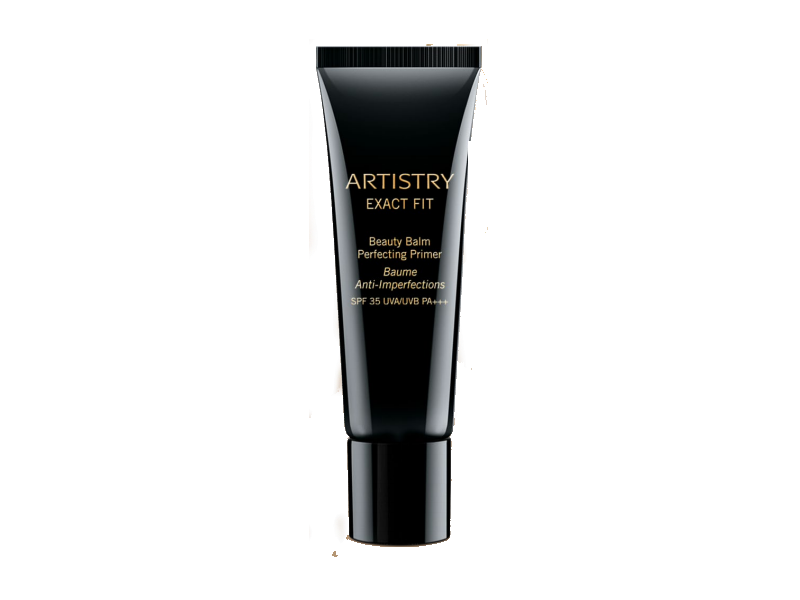 ARTISTRY
EXACT FIT
Beauty Balm
Perfecting Primer
Baume
Anti-Imperfections
SPF 35 UVA/UVB PA+++